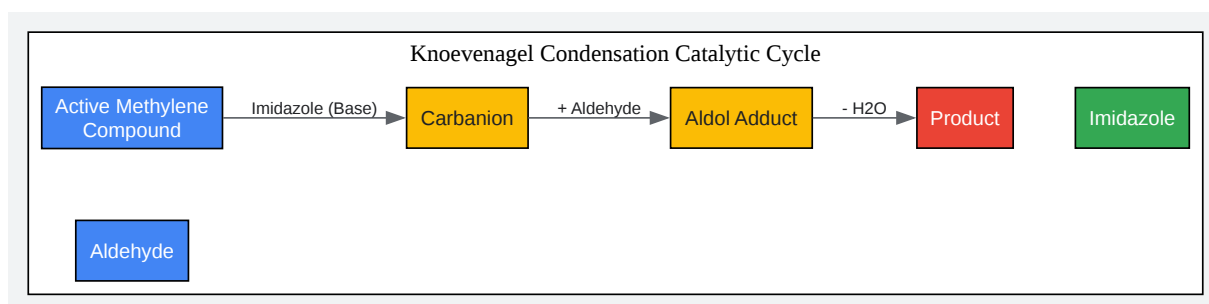 Knoevenagel Condensation Catalytic Cycle
Active Methylene
Compound
Imidazole (Base)
Carbanion
+ Aldehyde
Aldol Adduct
- H2O
Product
Imidazole
Aldehyde